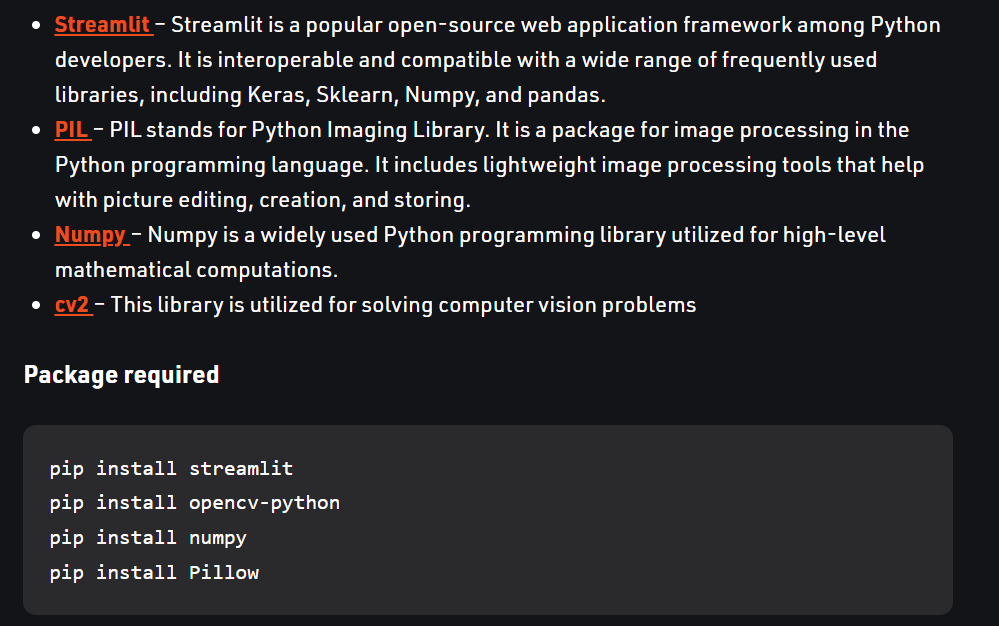 • Streamlit – Streamlit is a popular open-source web application framework among Python
developers. It is interoperable and compatible with a wide range of frequently used
libraries, including Keras, Sklearn, Numpy, and pandas.
• PIL – PIL stands for Python Imaging Library. It is a package for image processing in the
Python programming language. It includes lightweight image processing tools that help
with picture editing, creation, and storing.
• Numpy – Numpy is a widely used Python programming library utilized for high-level
mathematical computations.
• cv2 – This library is utilized for solving computer vision problems
Package required
pip install streamlit
pip install opencv-python
pip install numpy
pip install Pillow